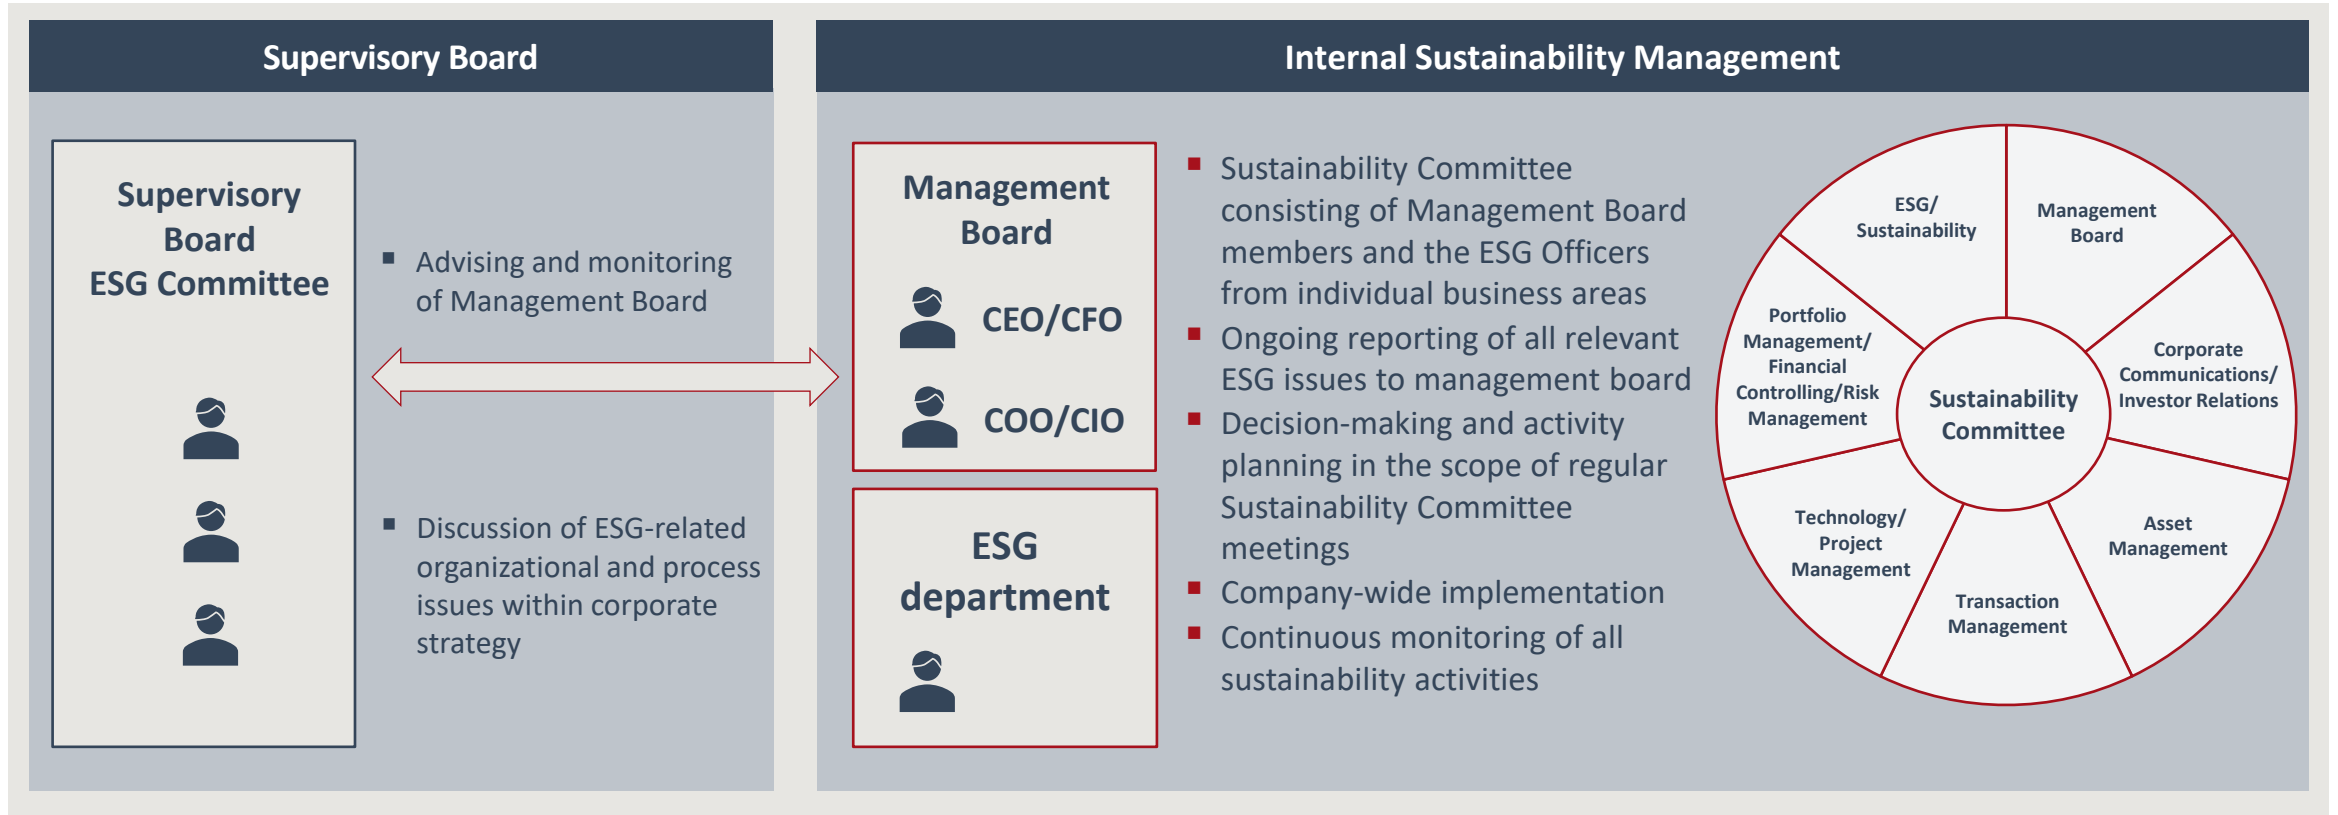 Supervisory Board
Supervisory
Board
ESG Committee
▪ Advising and monitoring
of Management Board
▪ Discussion of ESG-related
organizational and process
issues within corporate
strategy
Internal Sustainability Management
Management
Board
CEO/CFO
COO/CIO
ESG
department
▪ Sustainability Committee
consisting of Management Board
members and the ESG Officers
from individual business areas
▪ Ongoing reporting of all relevant
ESG issues to management board
▪ Decision-making and activity
planning in the scope of regular
Sustainability Committee
meetings
▪ Company-wide implementation
▪ Continuous monitoring of all
sustainability activities
ESG/
Sustainability
Management
Board
Portfolio
Management/
Financial
Controlling/Risk
Management
Corporate
Communications/
Investor Relations
Sustainability
Committee
Technology/
Project
Management
Asset
Management
Transaction
Management